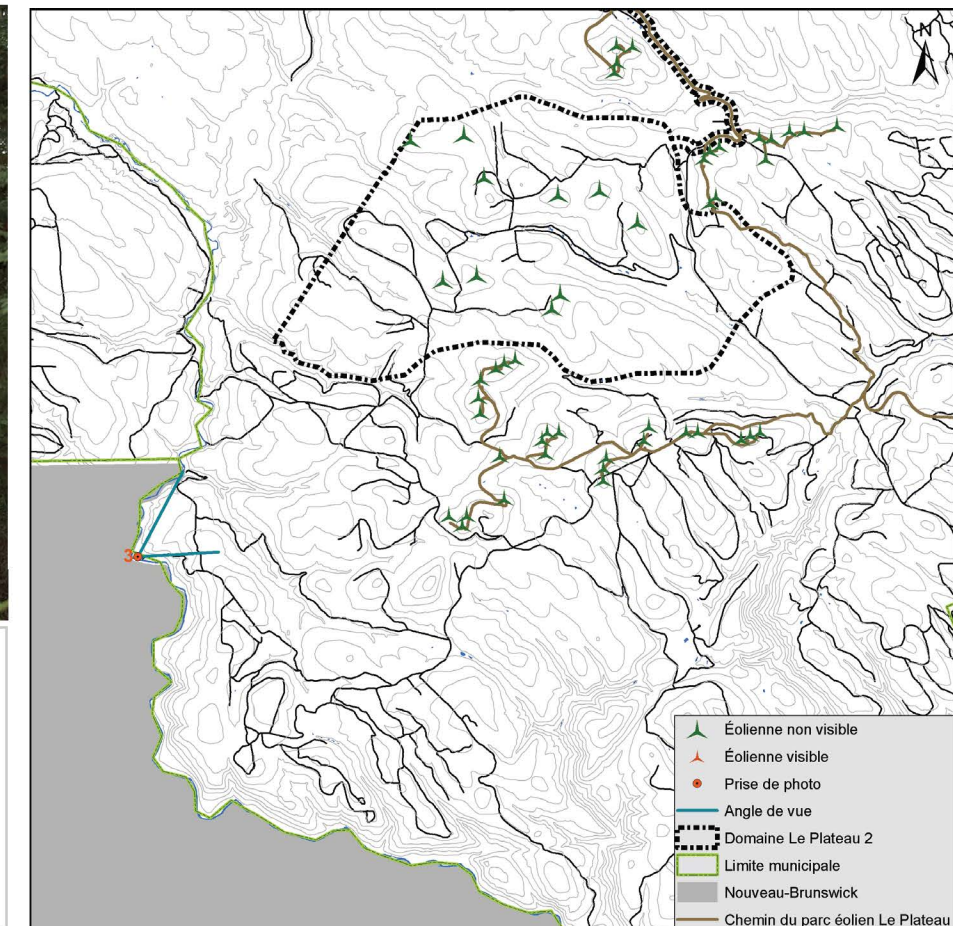 N
3
Éolienne non visible
Éolienne visible
Prise de photo
Angle de vue
Domaine Le Plateau 2
Limite municipale
Nouveau-Brunswick
Chemin du parc éolien Le Plateau